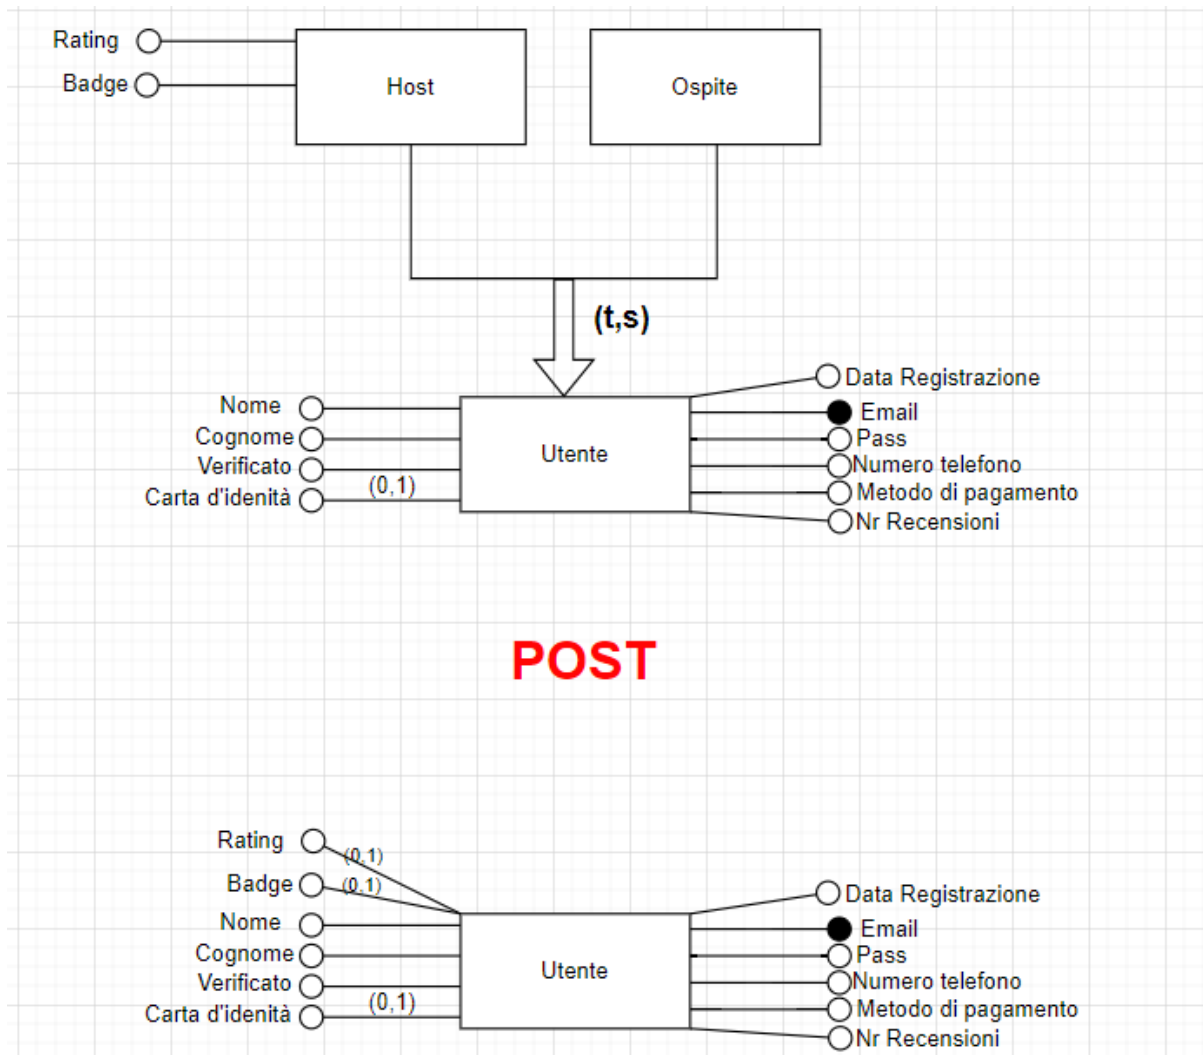 Rating
Badge
Host
Ospite
(t,s)
Nome
Cognome
Verificato
Carta d'idenità
(0,1)
Utente
Data Registrazione
Email
Pass
Numero telefono
Metodo di pagamento
Nr Recensioni
POST
Rating
(0,1)
Badge
(0,1)
Nome
Cognome
Verificato
Carta d'idenità
(0,1)
Utente
Data Registrazione
Email
Pass
Numero telefono
Metodo di pagamento
Nr Recensioni